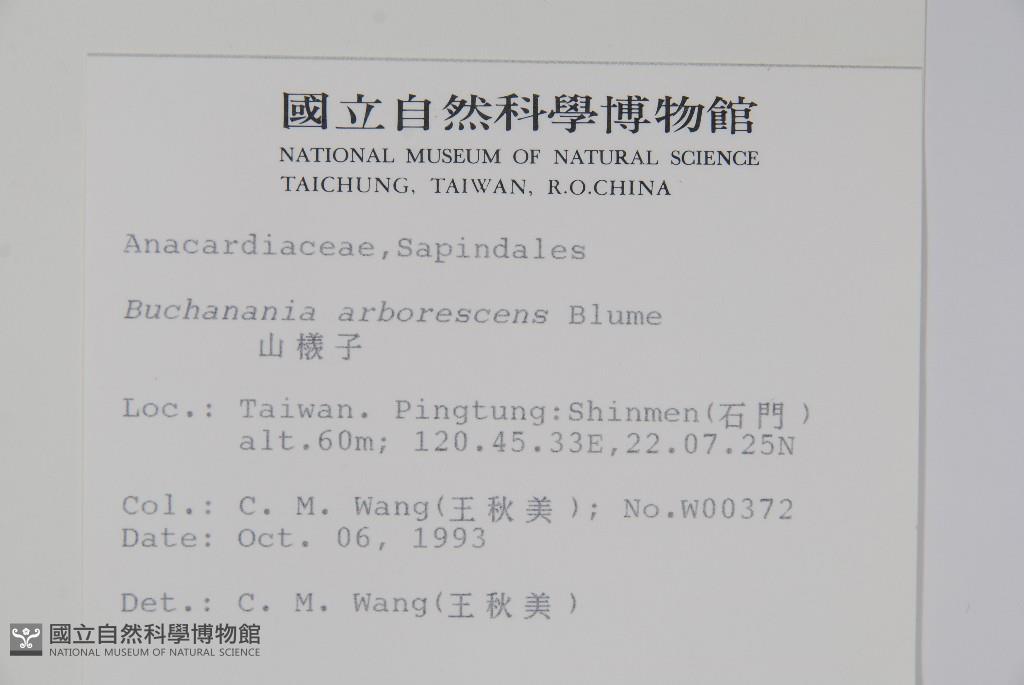 國立自然科學博物館
NATIONAL MUSEUM OF NATURAL SCIENCE
TAICHUNG, TAIWAN, R.O.CHINA
Anacardiaceae,Sapindales
Buchanania arborescens Blume
山檨子
Loc.: Taiwan. Pingtung:Shinmen(石門)
alt.60m; 120.45.33E,22.07.25N
Col.: C. M. Wang(王秋美); No.W00372
Date: Oct. 06, 1993
Det.: C. M. Wang(王秋美)
國立自然科學博物館
NATIONAL MUSEUM OF NATURAL SCIENCE